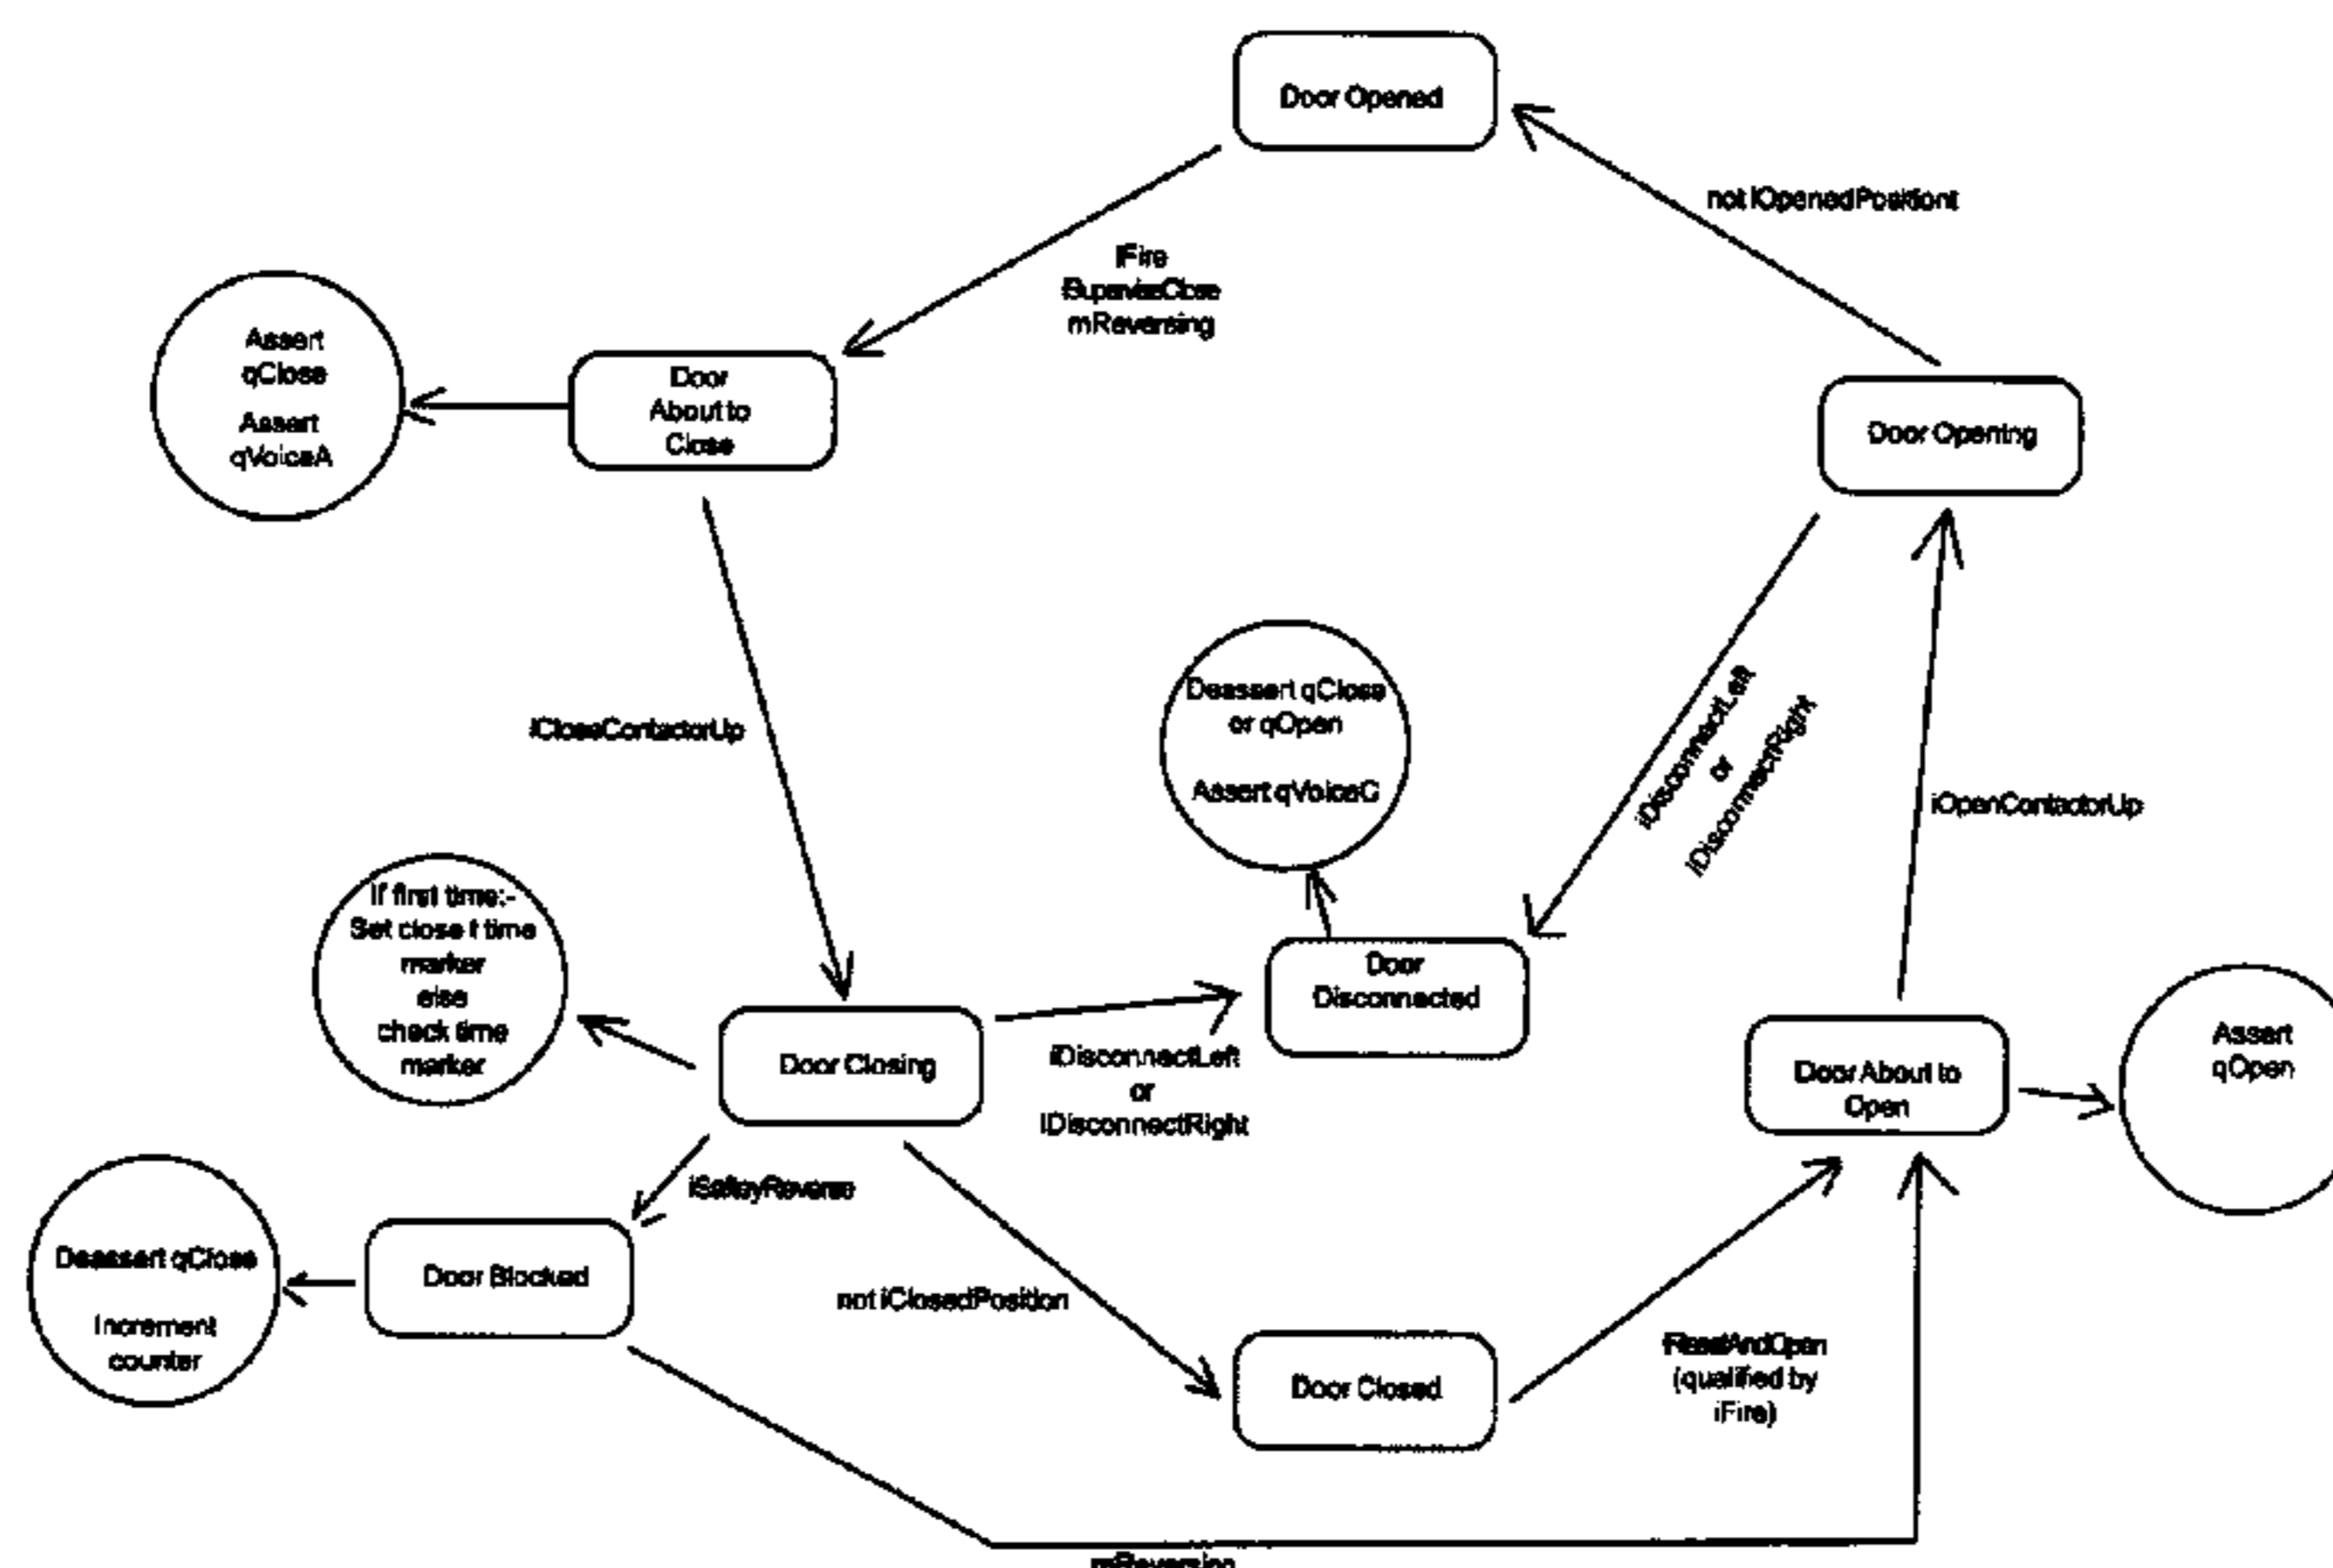 Door Opened
not iOpenedPositiont
iFire
iSuperviseClose
mReversing
Assert
qClose
Assert
qVoiceA
Door
About to
Close
Door Opening
iCloseContactorUp
Deassert qClose
or qOpen
Assert qVoiceC
iDisconnectLeft
or
iDisconnectRight
iOpenContactorUp
If first time:-
Set close t time
marker
else
check time
marker
Door Closing
Door
Disconnected
iDisconnectLeft
or
iDisconnectRight
Door About to
Open
Assert
qOpen
iSafteyReverse
Deassert qClose
Increment
counter
Door Blocked
not iClosedPosition
Door Closed
ResetAndOpen
(qualified by
iFire)